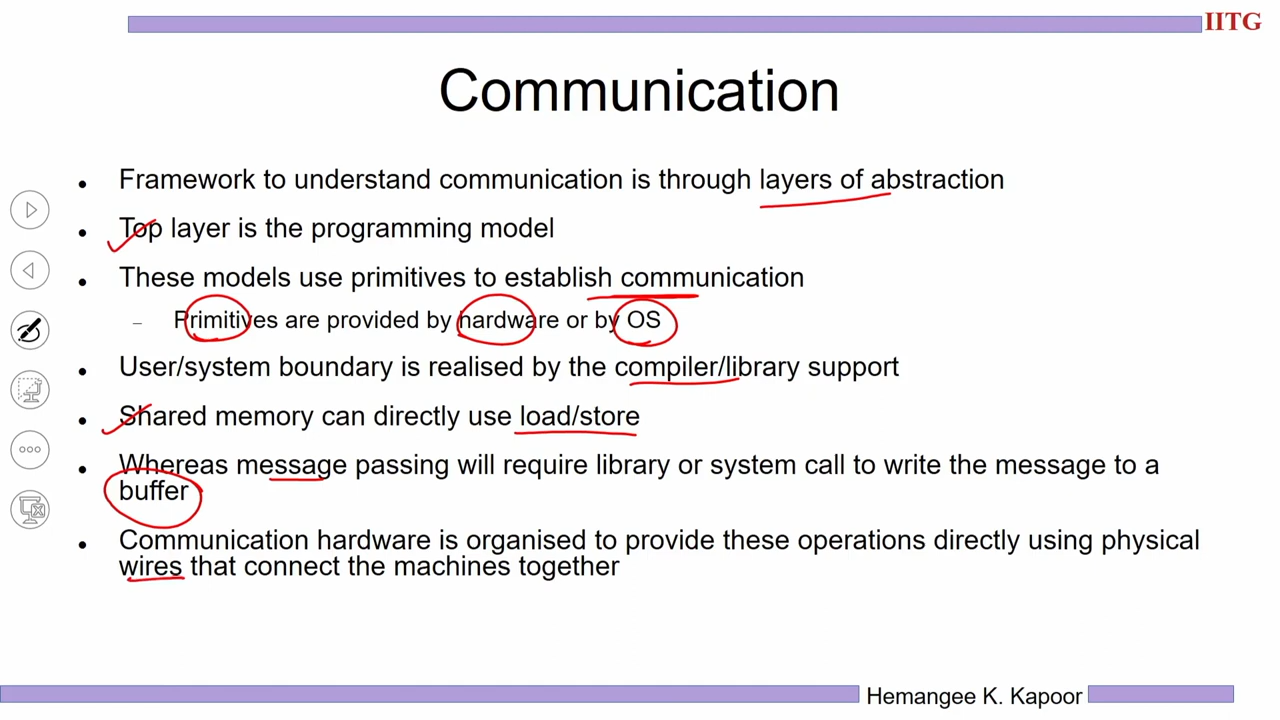 IITG
Communication
Framework to understand communication is through layers of abstraction
Top layer is the programming model
These models use primitives to establish communication
Primitives are provided by hardware or by OS
User/system boundary is realised by the compiler/library support
Shared memory can directly use load/store
Whereas message passing will require library or system call to write the message to a
buffer
Communication hardware is organised to provide these operations directly using physical
wires that connect the machines together
Hemangee K. Kapoor